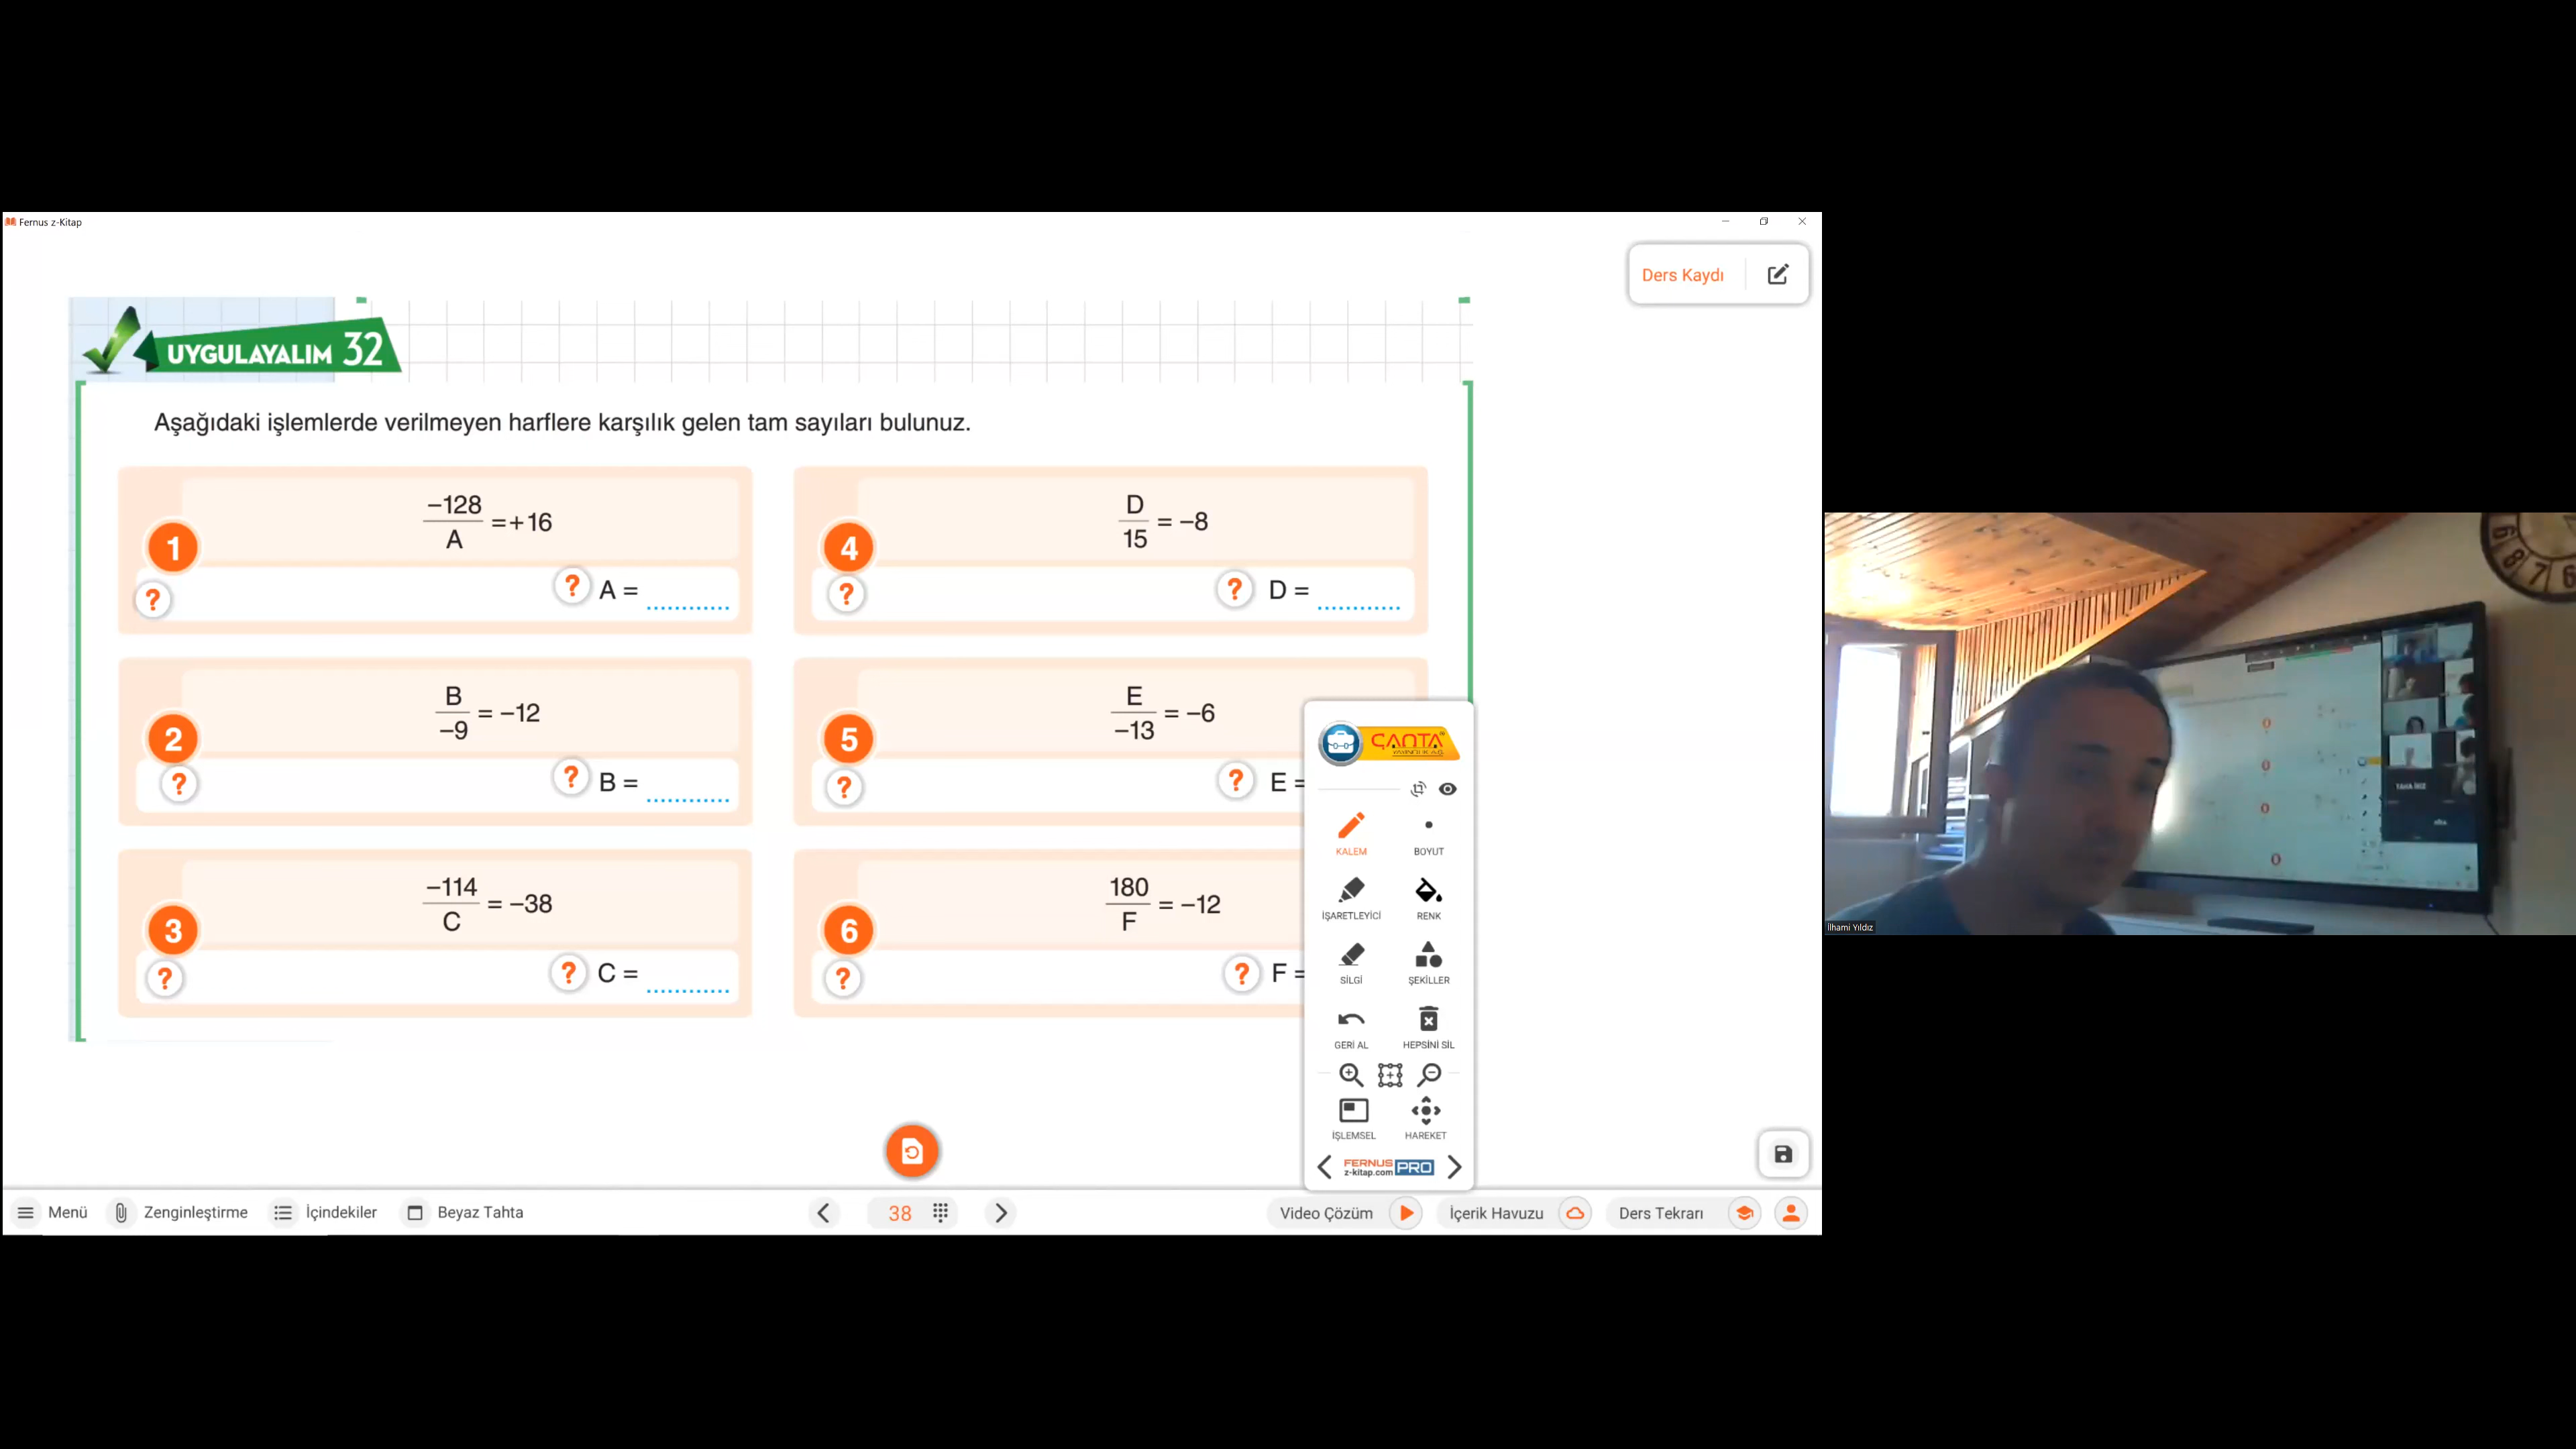 Fernus z-Kitap
Ders Kaydı
UYGULAYALIM 32
Aşağıdaki işlemlerde verilmeyen harflere karşılık gelen tam sayıları bulunuz.
1
−128
A
=+16
? ? A = ............
4
D
15
= −8
? ? D = ............
2
B
−9
= −12
? ? B = ............
5
E
−13
= −6
? ? E =
3
−114
C
= −38
? ? C = ............
6
180
F
= −12
? ? F =
ÇANTA
KALEM BOYUT
İŞARETLEYİCİ RENK
SİLGİ ŞEKİLLER
GERİ AL HEPSİNİ SİL
İŞLEMSEL HAREKET
FERNUS PRO
z-kitap.com
Menü Zenginleştirme İçindekiler Beyaz Tahta 38 Video Çözüm İçerik Havuzu Ders Tekrarı
İlhami Yıldız